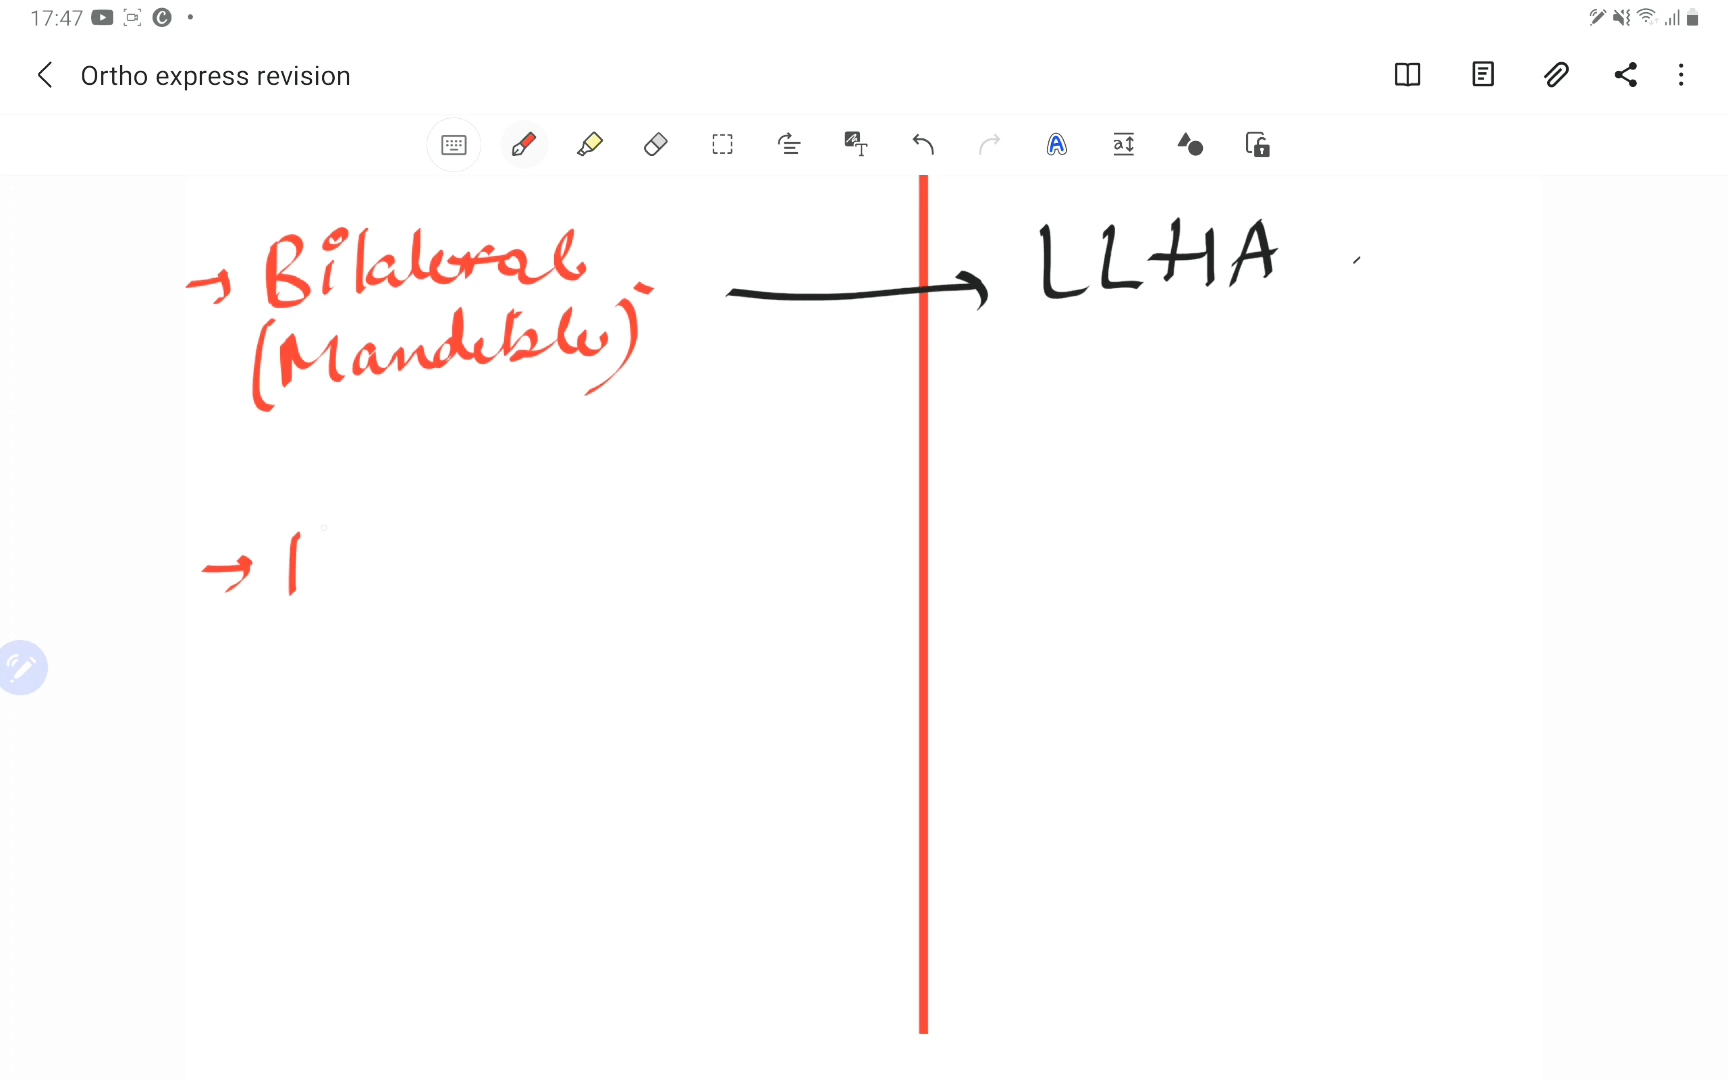 17:47
Ortho express revision
→ Bilateral → LLHA
(Mandible)
→